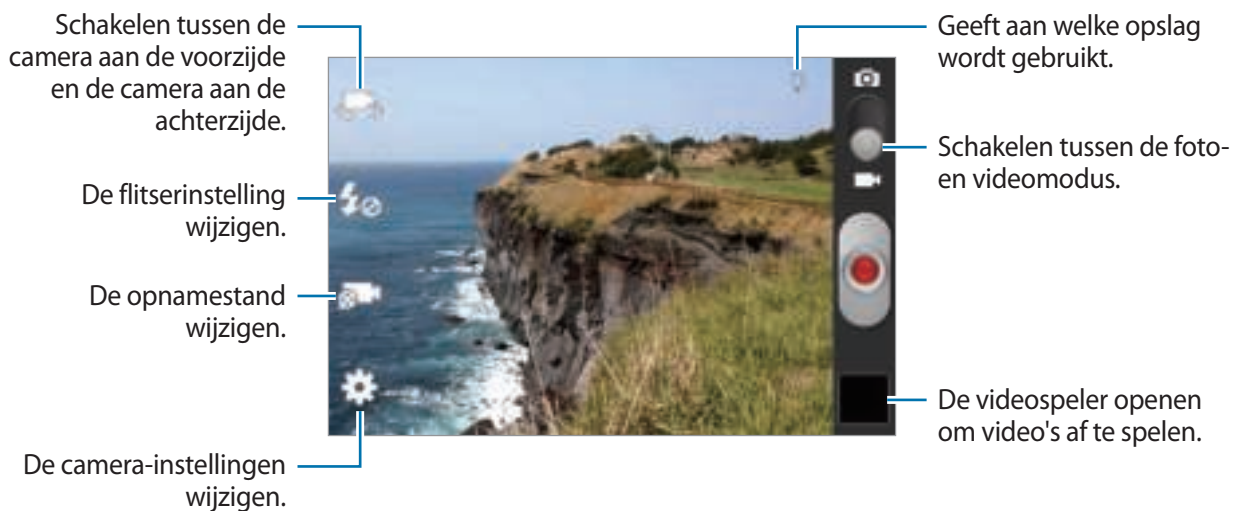 Schakelen tussen de
camera aan de voorzijde
en de camera aan de
achterzijde.
De flitserinstelling
wijzigen.
De opnamestand
wijzigen.
De camera-instellingen
wijzigen.
Geeft aan welke opslag
wordt gebruikt.
Schakelen tussen de foto-
en videomodus.
De videospeler openen
om video's af te spelen.